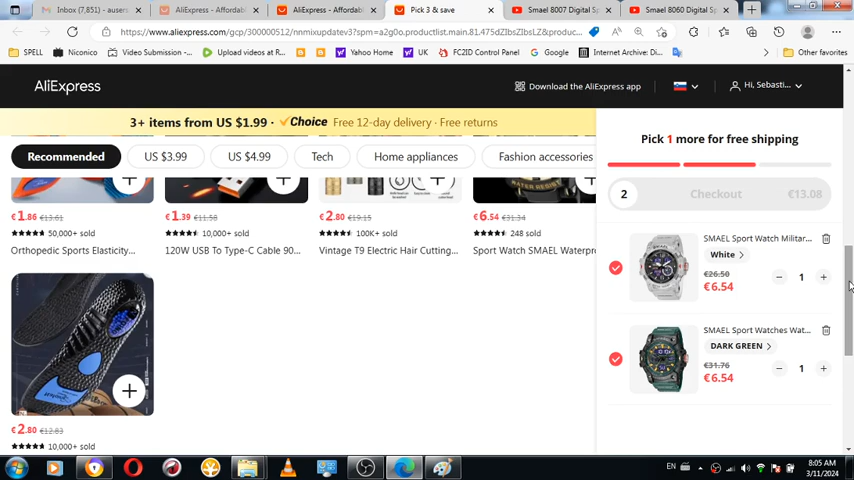 Inbox (7,851) - ausers
AliExpress - Affordabl
AliExpress - Affordabl
Pick 3 & save
Smael 8007 Digital Sp
Smael 8060 Digital Sp
https://www.aliexpress.com/gcp/300000512/nnmixupdatev3?spm=a2g0o.productlist.main.81.475dZIbsZIbsLZ&produc...
SPELL
Niconico
Video Submission -...
Upload videos at R...
Blogs
Yahoo Home
UK
FC2ID Control Panel
Google
Internet Archive: Di...
Other favorites
AliExpress
Download the AliExpress app
Hi, Sebasti...
3+ items from US $1.99 · Choice Free 12-day delivery · Free returns
Recommended
US $3.99
US $4.99
Tech
Home appliances
Fashion accessories
€1.86 €13.61
50,000+ sold
Orthopedic Sports Elasticity...
€1.39 €11.58
10,000+ sold
120W USB To Type-C Cable 90...
€2.80 €19.15
100K+ sold
Vintage T9 Electric Hair Cutting...
WATER RESIST
€6.54 €31.34
248 sold
Sport Watch SMAEL Waterpro
€2.80 €12.83
10,000+ sold
Pick 1 more for free shipping
2 Checkout €13.08
SMAEL Sport Watch Militar...
White
€26.50
€6.54
1
SMAEL Sport Watches Wat...
DARK GREEN
€31.76
€6.54
1
EN
8:05 AM
3/11/2024